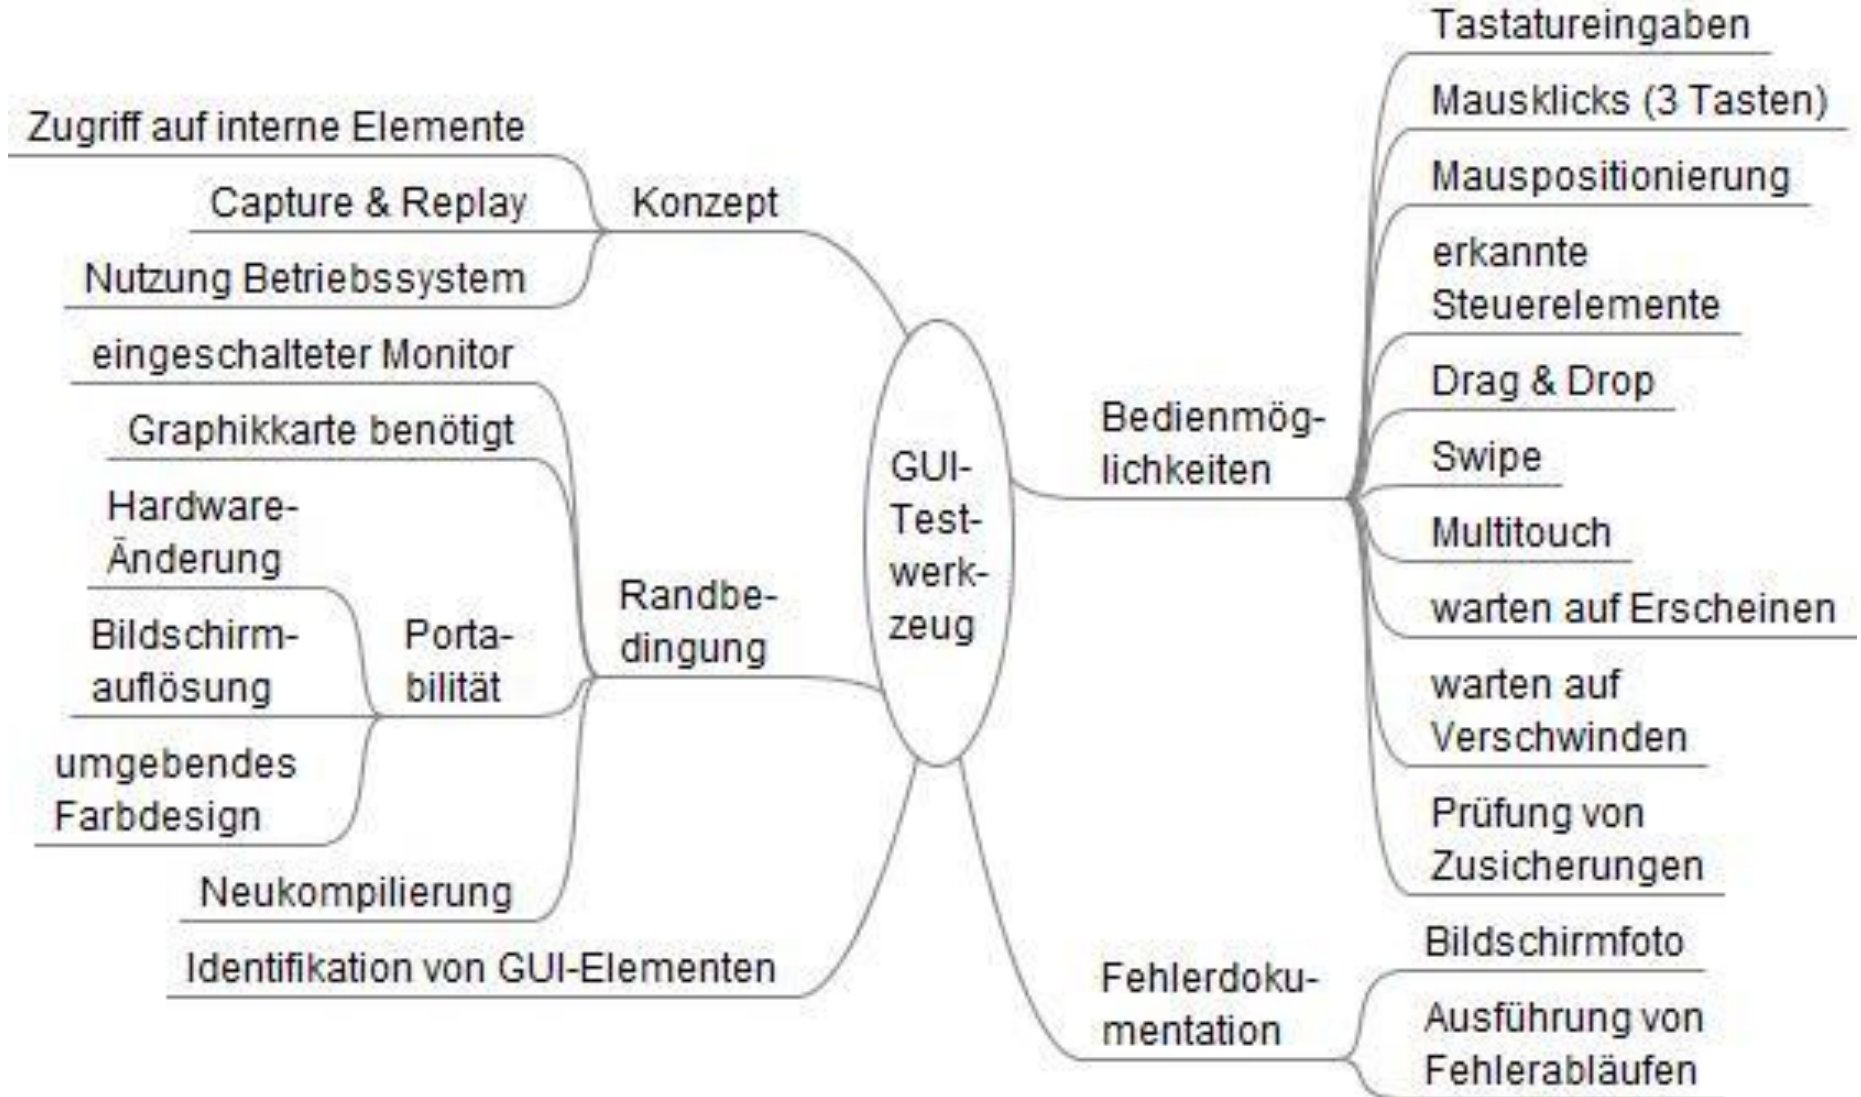 Zugriff auf interne Elemente
Capture & Replay
Nutzung Betriebssystem
Konzept
eingeschalteter Monitor
Graphikkarte benötigt
Hardware-
Änderung
Bildschirm-
auflösung
umgebendes
Farbdesign
Porta-
bilität
Neukompilierung
Randbe-
dingung
Identifikation von GUI-Elementen
GUI-
Test-
werk-
zeug
Bedienmög-
lichkeiten
Tastatureingaben
Mausklicks (3 Tasten)
Mauspositionierung
erkannte
Steuerelemente
Drag & Drop
Swipe
Multitouch
warten auf Erscheinen
warten auf
Verschwinden
Prüfung von
Zusicherungen
Fehlerdoku-
mentation
Bildschirmfoto
Ausführung von
Fehlerabläufen